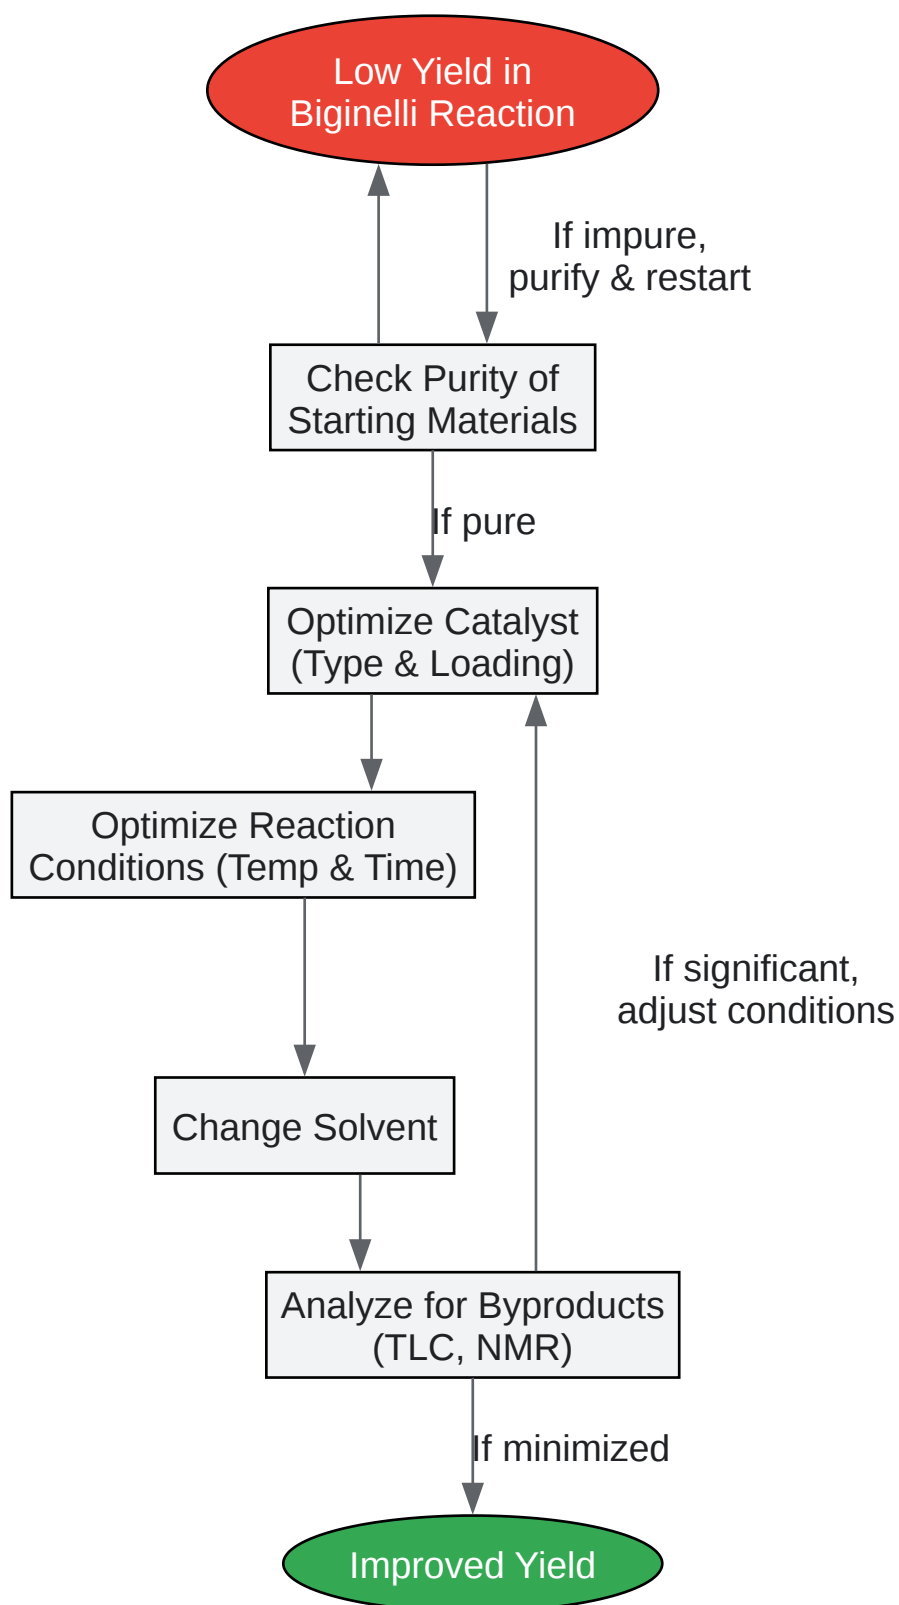 Low Yield in
Biginelli Reaction
If impure,
purify & restart
Check Purity of
Starting Materials
If pure
Optimize Catalyst
(Type & Loading)
Optimize Reaction
Conditions (Temp & Time)
If significant,
adjust conditions
Change Solvent
Analyze for Byproducts
(TLC, NMR)
If minimized
Improved Yield